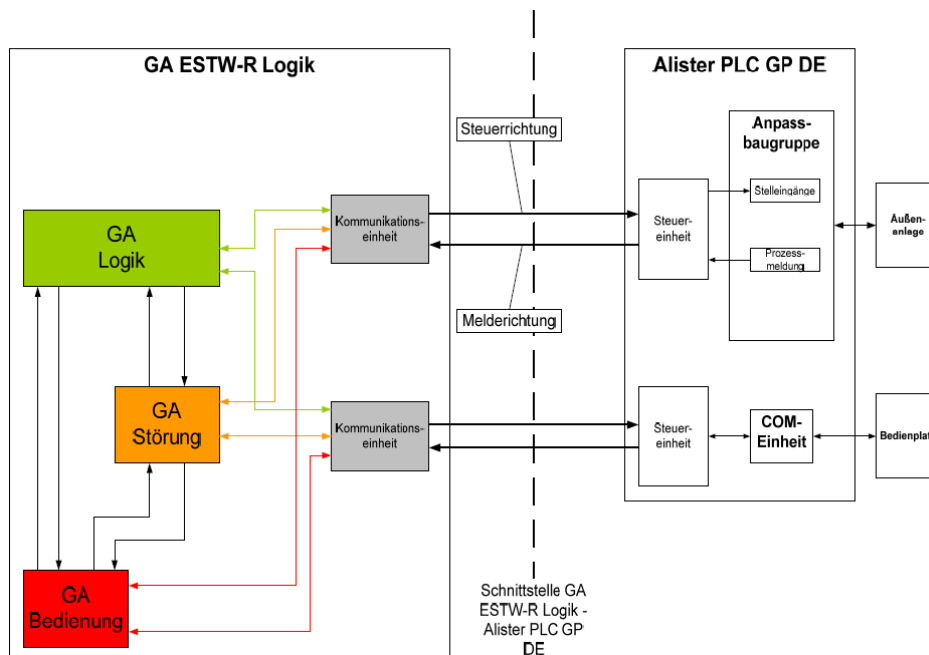 GA ESTW-R Logik
Alister PLC GP DE
Steuerrichtung
Anpass-
baugruppe
Stelleingänge
GA
Logik
Kommunikations-
einheit
Steuer-
einheit
Außen-
anlage
Prozess-
meldung
Melderichtung
GA
Störung
Kommunikations-
einheit
Steuer-
einheit
COM-
Einheit
Bedienplatz
GA
Bedienung
Schnittstelle GA
ESTW-R Logik -
Alister PLC GP
DE